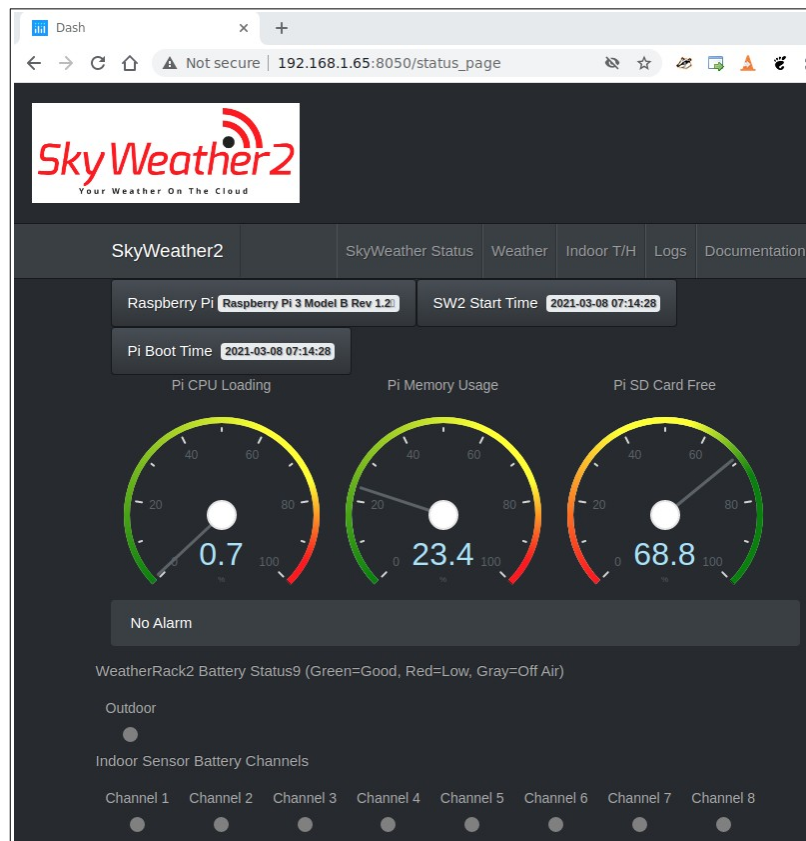 Dash
Not secure | 192.168.1.65:8050/status_page
SkyWeather2
Your Weather On The Cloud
SkyWeather2 SkyWeather Status Weather Indoor T/H Logs Documentation
Raspberry Pi Raspberry Pi 3 Model B Rev 1.2 SW2 Start Time 2021-03-08 07:14:28
Pi Boot Time 2021-03-08 07:14:28
Pi CPU Loading Pi Memory Usage Pi SD Card Free
40 60 40 60 40 60
20 80 20 80 20 80
0 0.7 100 0 23.4 100 0 68.8 100
% % %
No Alarm
WeatherRack2 Battery Status9 (Green=Good, Red=Low, Gray=Off Air)
Outdoor
Indoor Sensor Battery Channels
Channel 1 Channel 2 Channel 3 Channel 4 Channel 5 Channel 6 Channel 7 Channel 8